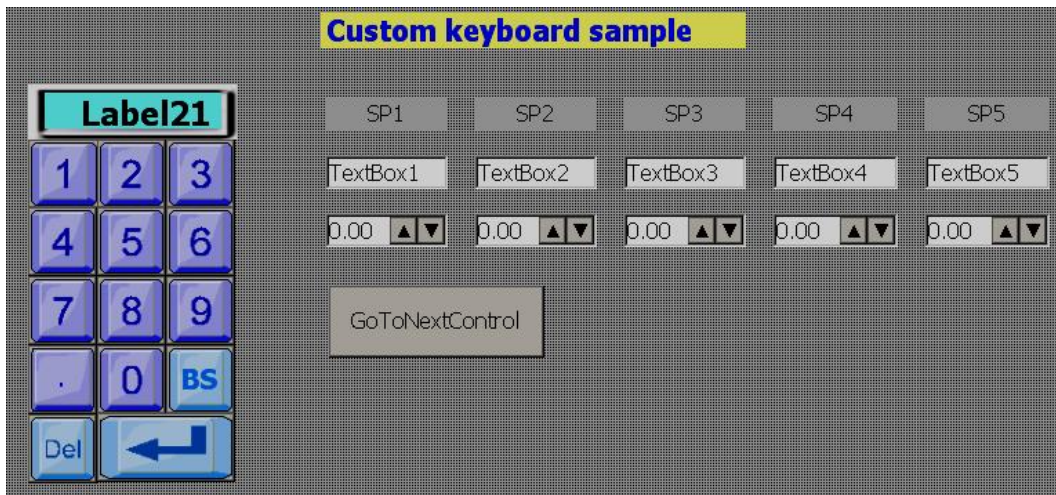 Custom keyboard sample
Label21
SP1 SP2 SP3 SP4 SP5
1 2 3
TextBox1 TextBox2 TextBox3 TextBox4 TextBox5
4 5 6
0.00 0.00 0.00 0.00 0.00
7 8 9
GoToNextControl
. 0 BS
Del